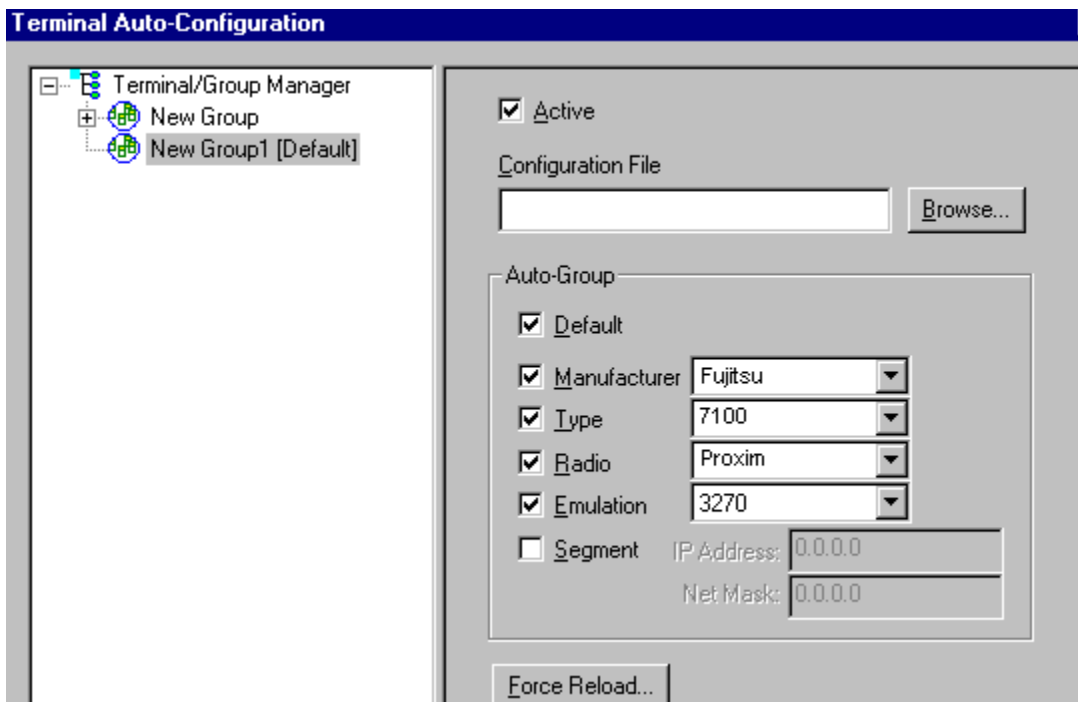 Terminal Auto-Configuration
Terminal/Group Manager
New Group
New Group1 [Default]
Active
Configuration File
Browse...
Auto-Group
Default
Manufacturer Fujitsu
Type 7100
Radio Proxim
Emulation 3270
Segment IP Address: 0.0.0.0
Net Mask: 0.0.0.0
Force Reload...